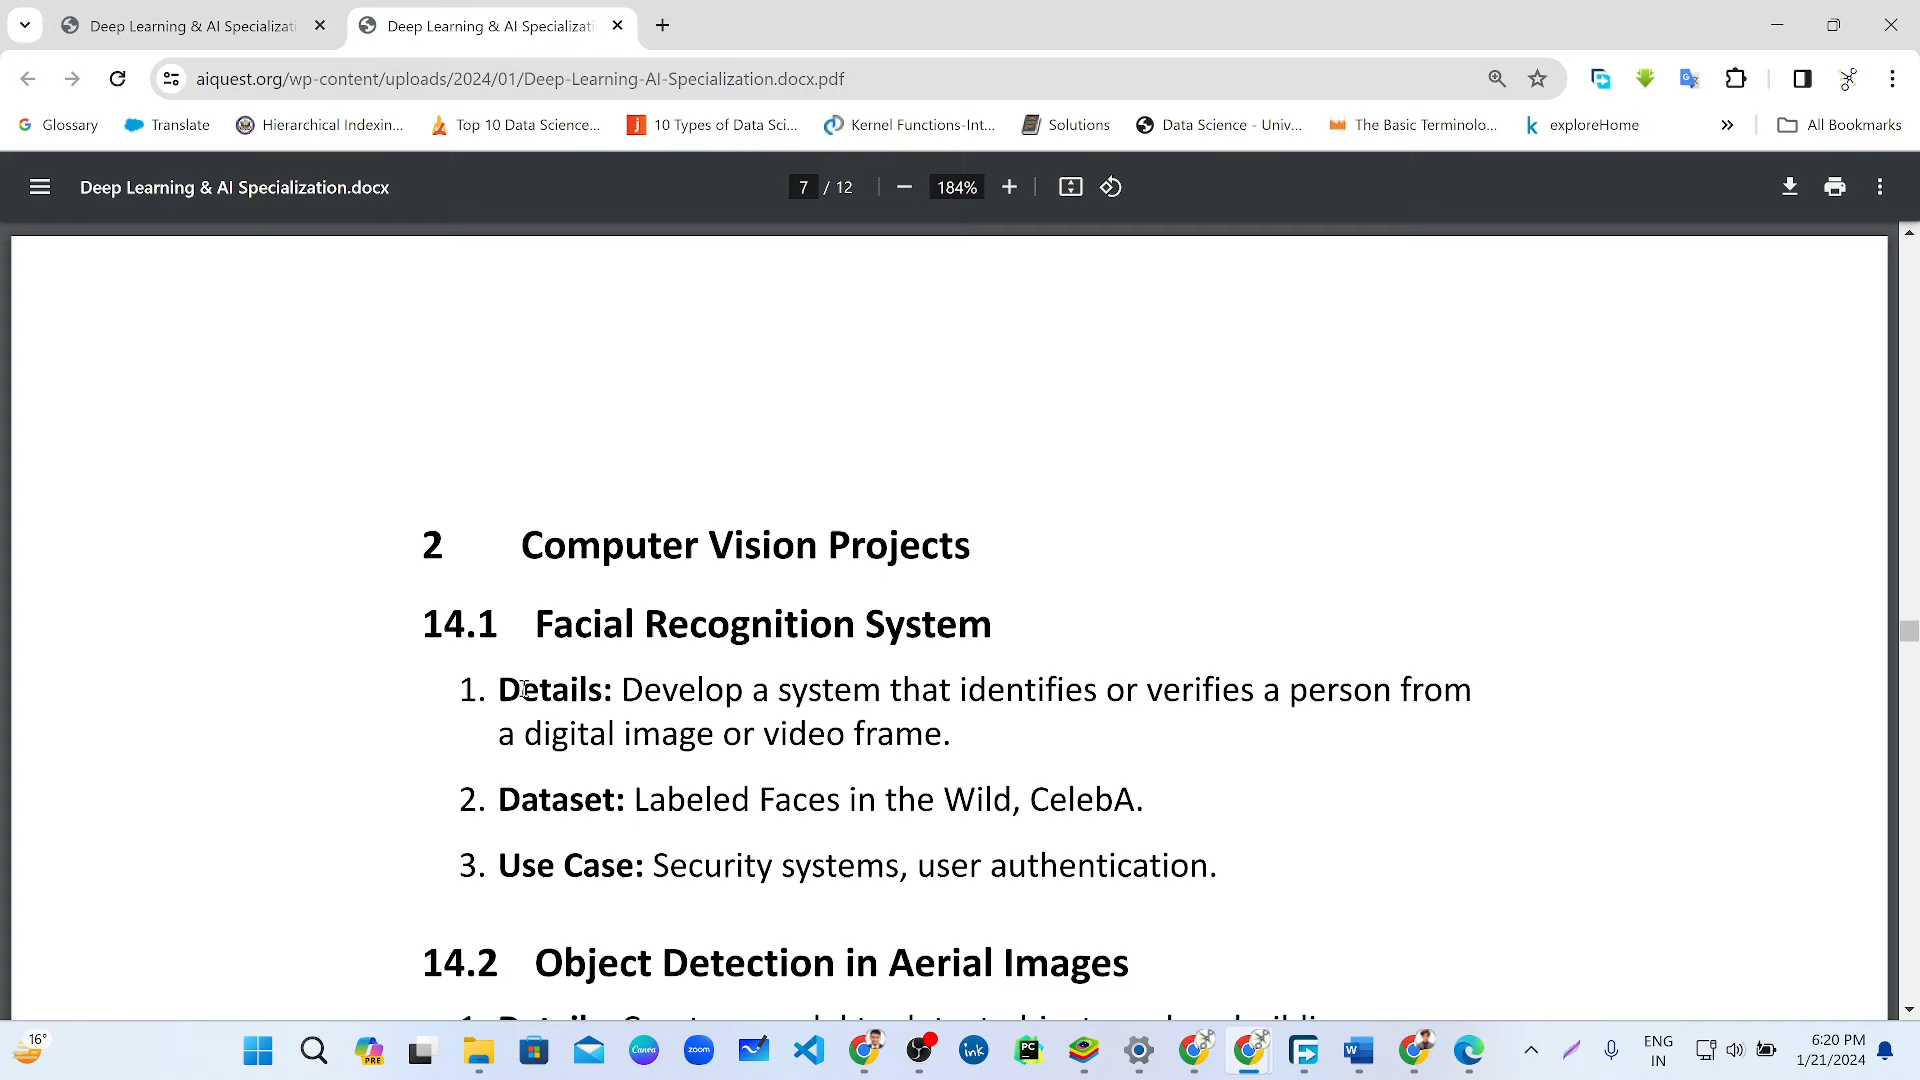 Deep Learning & AI Specializati
Deep Learning & AI Specializati
aiquest.org/wp-content/uploads/2024/01/Deep-Learning-AI-Specialization.docx.pdf
Glossary
Translate
Hierarchical Indexin...
Top 10 Data Science...
10 Types of Data Sci...
Kernel Functions-Int...
Solutions
Data Science - Univ...
The Basic Terminolo...
exploreHome
All Bookmarks
Deep Learning & AI Specialization.docx
7 / 12
184%
2 Computer Vision Projects
14.1 Facial Recognition System
1. Details: Develop a system that identifies or verifies a person from
a digital image or video frame.
2. Dataset: Labeled Faces in the Wild, CelebA.
3. Use Case: Security systems, user authentication.
14.2 Object Detection in Aerial Images
16°
PRE
Canva
zoom
ink
PC
W
ENG
IN
6:20 PM
1/21/2024